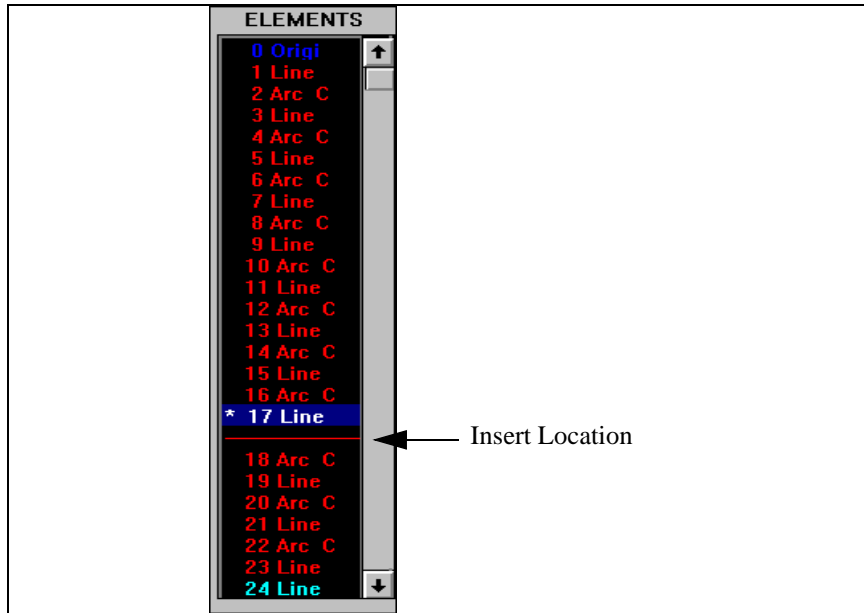 ELEMENTS
0 Origi
1 Line
2 Arc C
3 Line
4 Arc C
5 Line
6 Arc C
7 Line
8 Arc C
9 Line
10 Arc C
11 Line
12 Arc C
13 Line
14 Arc C
15 Line
16 Arc C
* 17 Line
Insert Location
18 Arc C
19 Line
20 Arc C
21 Line
22 Arc C
23 Line
24 Line